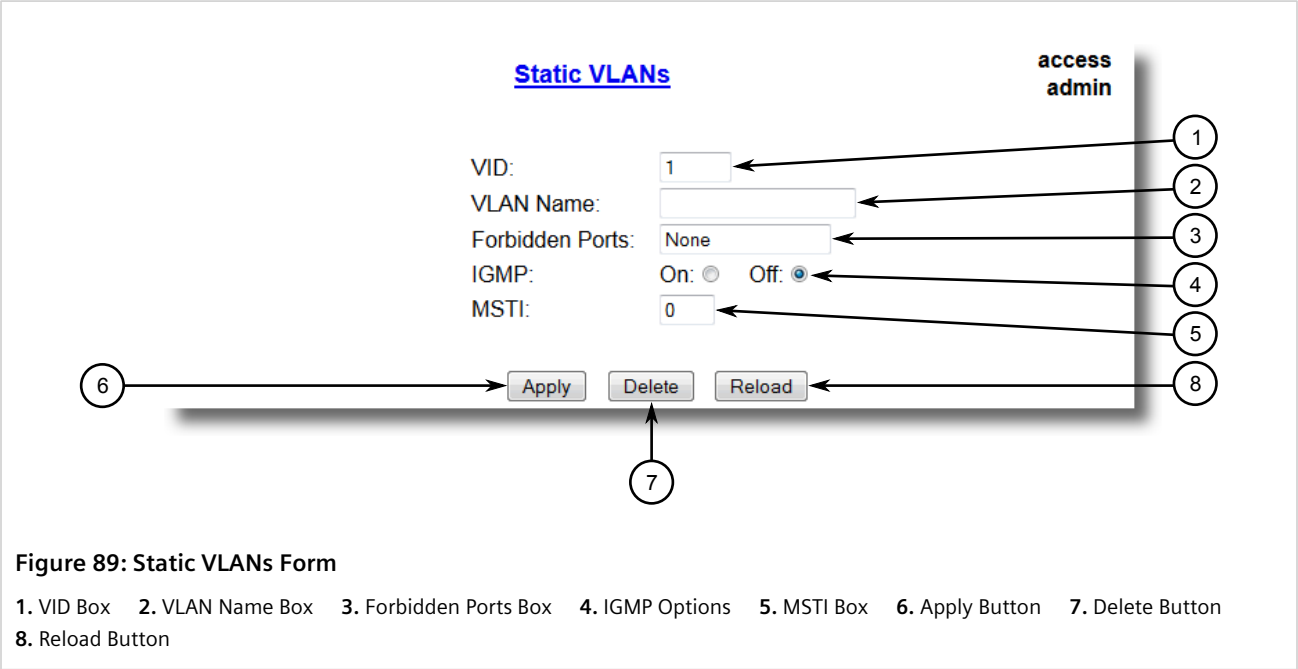 Static VLANs
access
admin
VID: 1
VLAN Name:
Forbidden Ports: None
IGMP: On: Off:
MSTI: 0
Apply Delete Reload
1
2
3
4
5
6
8
7
Figure 89: Static VLANs Form
1. VID Box 2. VLAN Name Box 3. Forbidden Ports Box 4. IGMP Options 5. MSTI Box 6. Apply Button 7. Delete Button
8. Reload Button